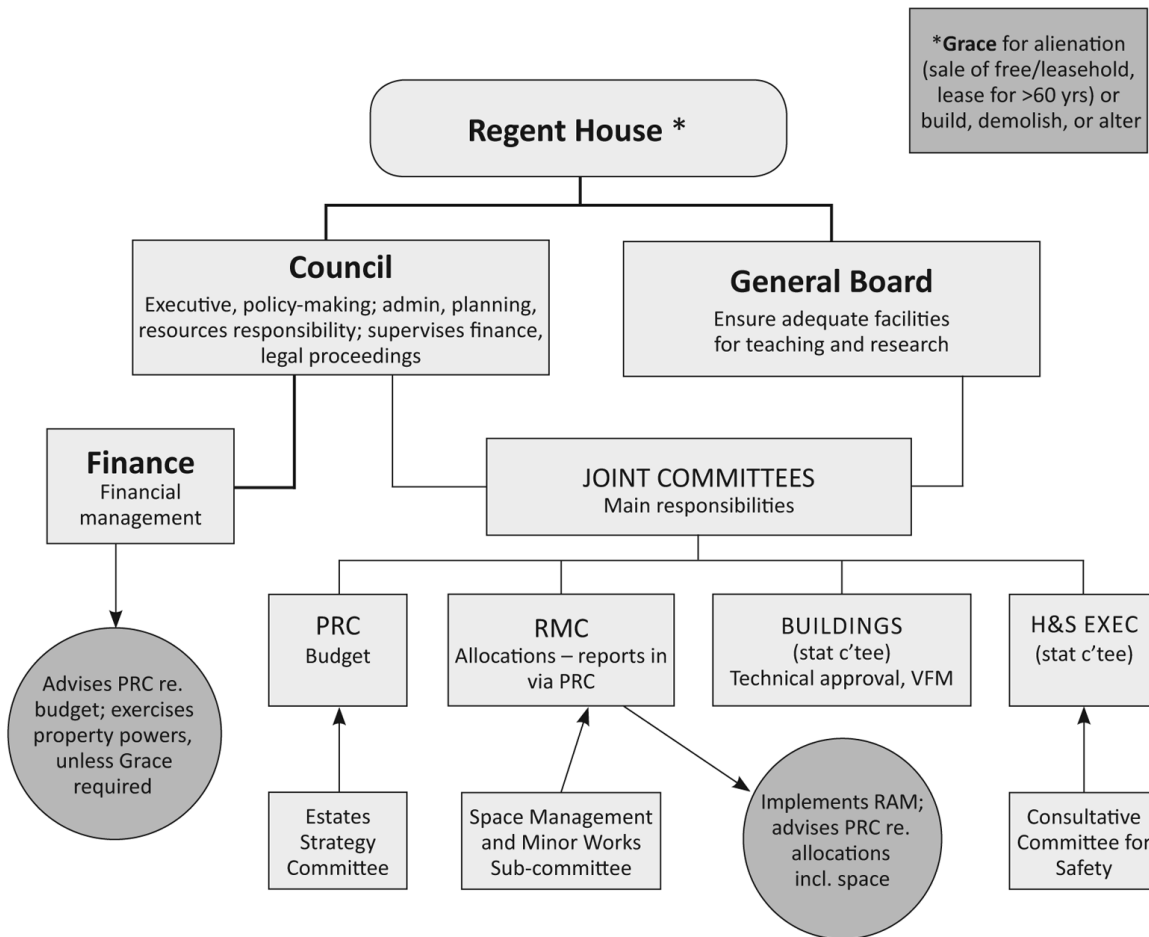 *Grace for alienation
(sale of free/leasehold,
lease for >60 yrs) or
build, demolish, or alter
Regent House *
Council
Executive, policy-making; admin, planning,
resources responsibility; supervises finance,
legal proceedings
General Board
Ensure adequate facilities
for teaching and research
Finance
Financial
management
JOINT COMMITTEES
Main responsibilities
PRC
Budget
RMC
Allocations – reports in
via PRC
BUILDINGS
(stat c’tee)
Technical approval, VFM
H&S EXEC
(stat c’tee)
Advises PRC re.
budget; exercises
property powers,
unless Grace
required
Estates
Strategy
Committee
Space Management
and Minor Works
Sub-committee
Implements RAM;
advises PRC re.
allocations
incl. space
Consultative
Committee for
Safety